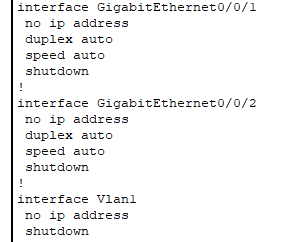 interface GigabitEthernet0/0/1
 no ip address
 duplex auto
 speed auto
 shutdown
!
interface GigabitEthernet0/0/2
 no ip address
 duplex auto
 speed auto
 shutdown
!
interface Vlan1
 no ip address
 shutdown